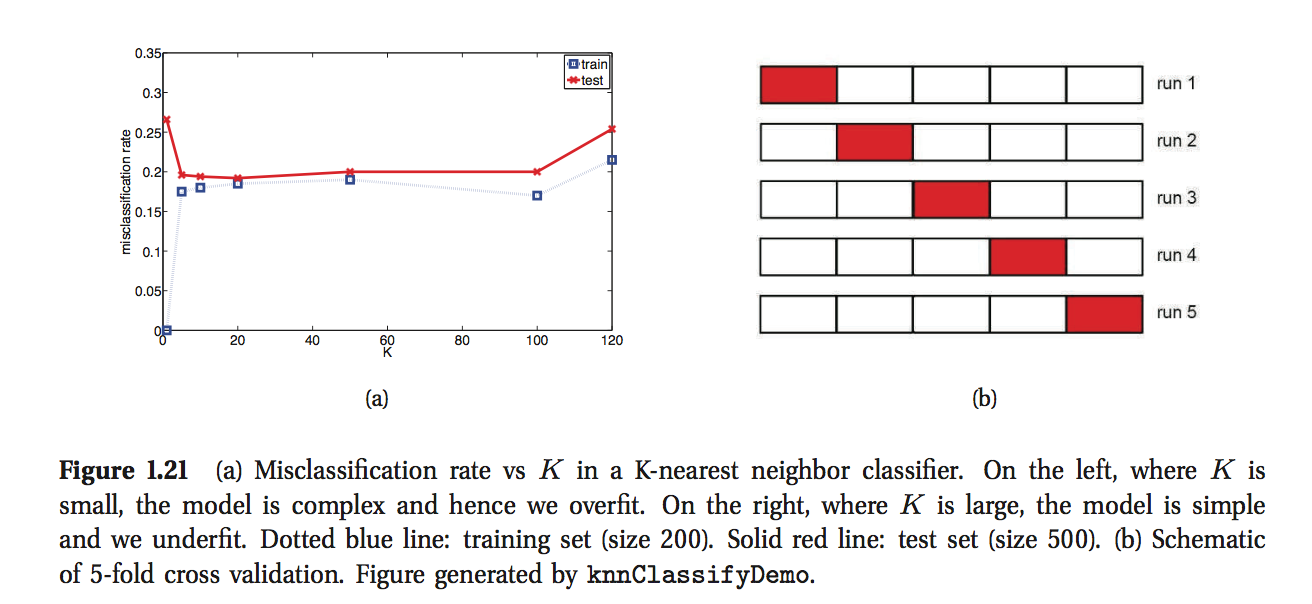 0.35
0.3
0.25
0.2
0.15
0.1
0.05
0
misclassification rate
0 20 40 60 80 100 120
K
train
test
(a)
run 1
run 2
run 3
run 4
run 5
(b)
Figure 1.21 (a) Misclassification rate vs K in a K-nearest neighbor classifier. On the left, where K is
small, the model is complex and hence we overfit. On the right, where K is large, the model is simple
and we underfit. Dotted blue line: training set (size 200). Solid red line: test set (size 500). (b) Schematic
of 5-fold cross validation. Figure generated by knnClassifyDemo.